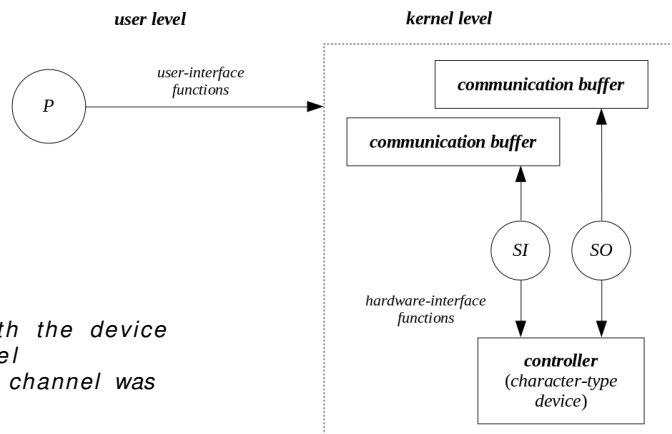 user level
kernel level
user-interface
functions
P
communication buffer
communication buffer
SI
SO
hardware-interface
functions
controller
(character-type
device)
the device
el
channel was